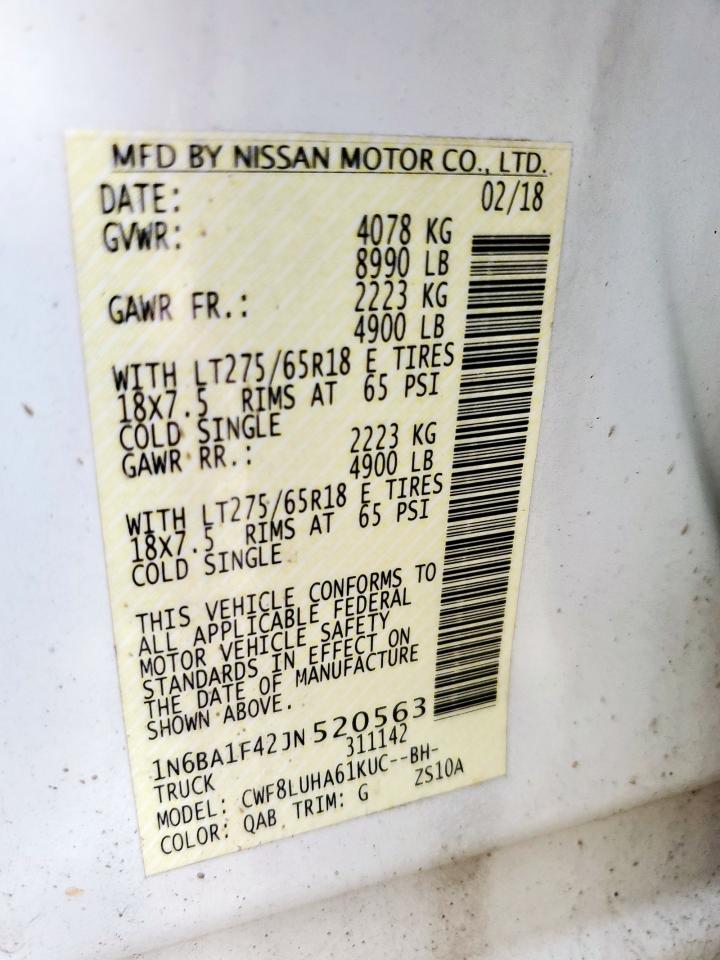 MFD BY NISSAN MOTOR CO., LTD.
DATE: 02/18
GVWR: 4078 KG
8990 LB
GAWR FR.: 2223 KG
4900 LB
WITH LT275/65R18 E TIRES
18X7.5 RIMS AT 65 PSI
COLD SINGLE
GAWR RR.: 2223 KG
4900 LB
WITH LT275/65R18 E TIRES
18X7.5 RIMS AT 65 PSI
COLD SINGLE
THIS VEHICLE CONFORMS TO
ALL APPLICABLE FEDERAL
MOTOR VEHICLE SAFETY
STANDARDS IN EFFECT ON
THE DATE OF MANUFACTURE
SHOWN ABOVE.
1N6BA1F42JN520563
TRUCK 311142
MODEL: CWF8LUHA61KUC--BH-
COLOR: QAB TRIM: G ZS10A